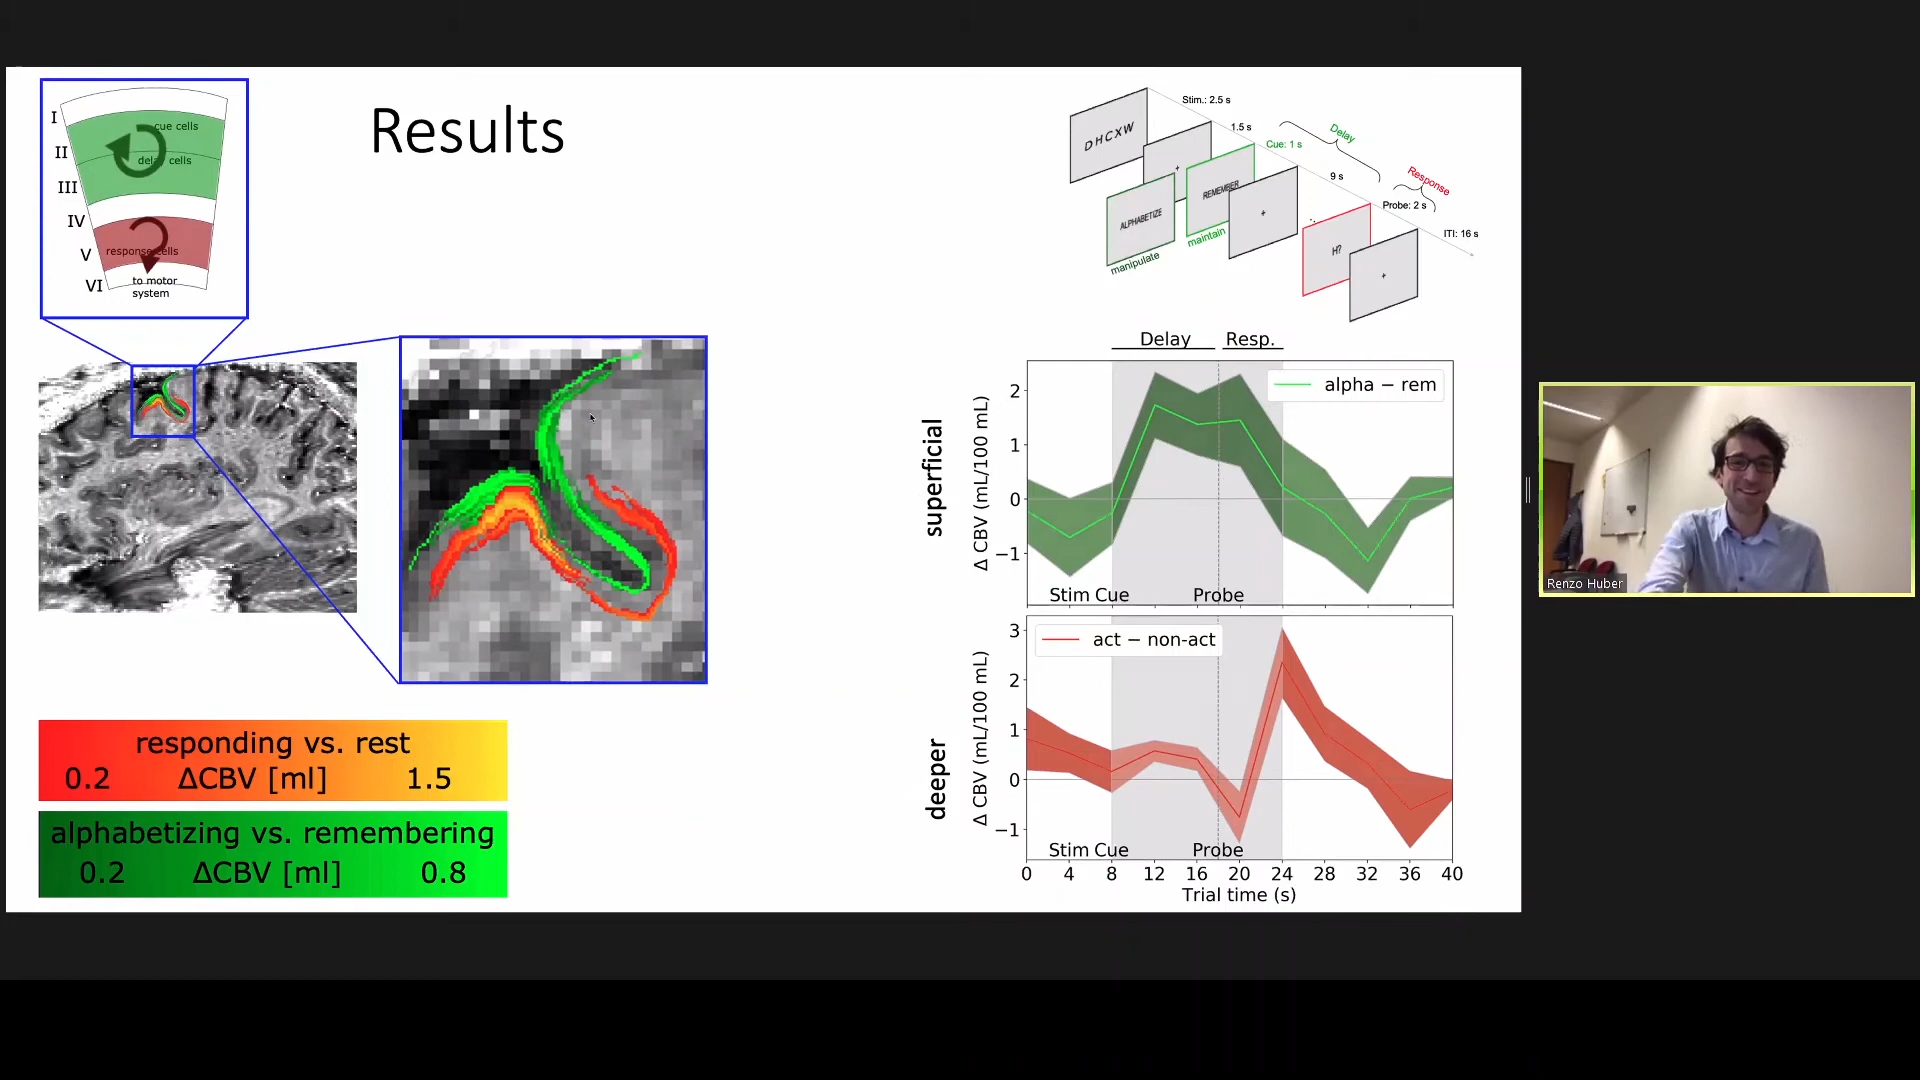 Results
I
II
III
IV
V
VI
cue cells
delay cells
response cells
to motor
system
DHCXW
+
ALPHABETIZE
REMEMBER
+
...
H?
+
Stim.: 2.5 s
1.5 s
Cue: 1 s
Delay
9 s
Response
Probe: 2 s
ITI: 16 s
manipulate
maintain
Delay
Resp.
superficial
Δ CBV (mL/100 mL)
2
1
0
−1
alpha − rem
Stim Cue
Probe
deeper
Δ CBV (mL/100 mL)
3
2
1
0
−1
act − non-act
Stim Cue
Probe
0 4 8 12 16 20 24 28 32 36 40
Trial time (s)
responding vs. rest
0.2 ΔCBV [ml] 1.5
alphabetizing vs. remembering
0.2 ΔCBV [ml] 0.8
Renzo Huber